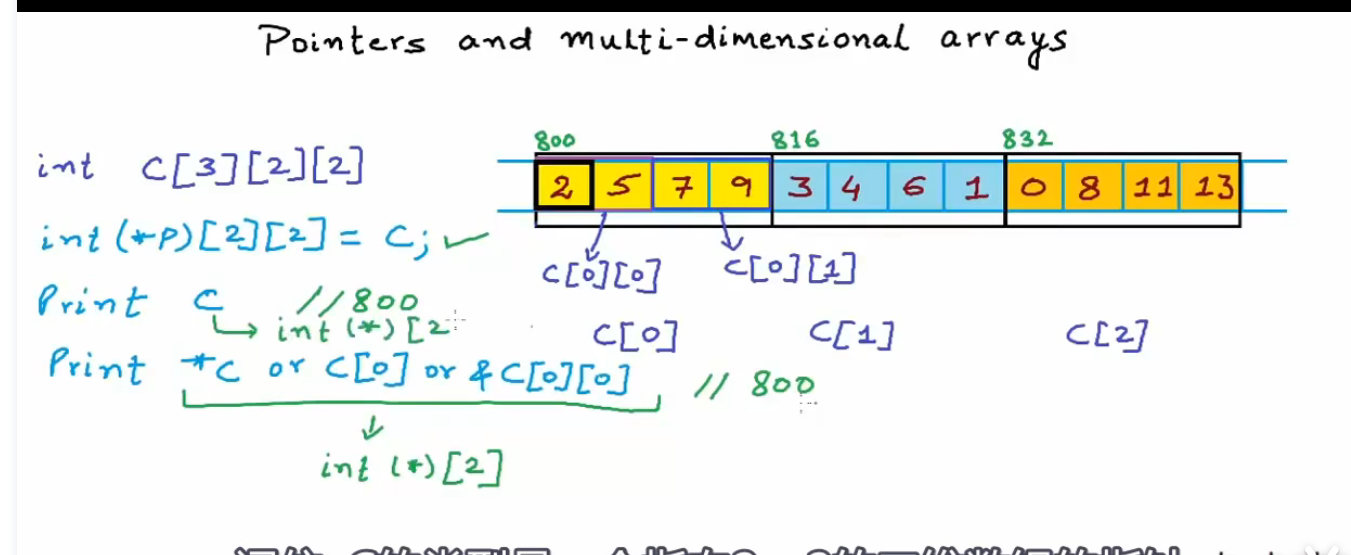 Pointers and multi-dimensional arrays
800 816 832
int C[3][2][2]
2 5 7 9 3 4 6 1 0 8 11 13
int (*P)[2][2] = C; ✓
C[0][0] C[0][1]
Print C //800
int (*) [2
C[0] C[1] C[2]
Print *C or C[0] or &C[0][0] // 800
int (*) [2]